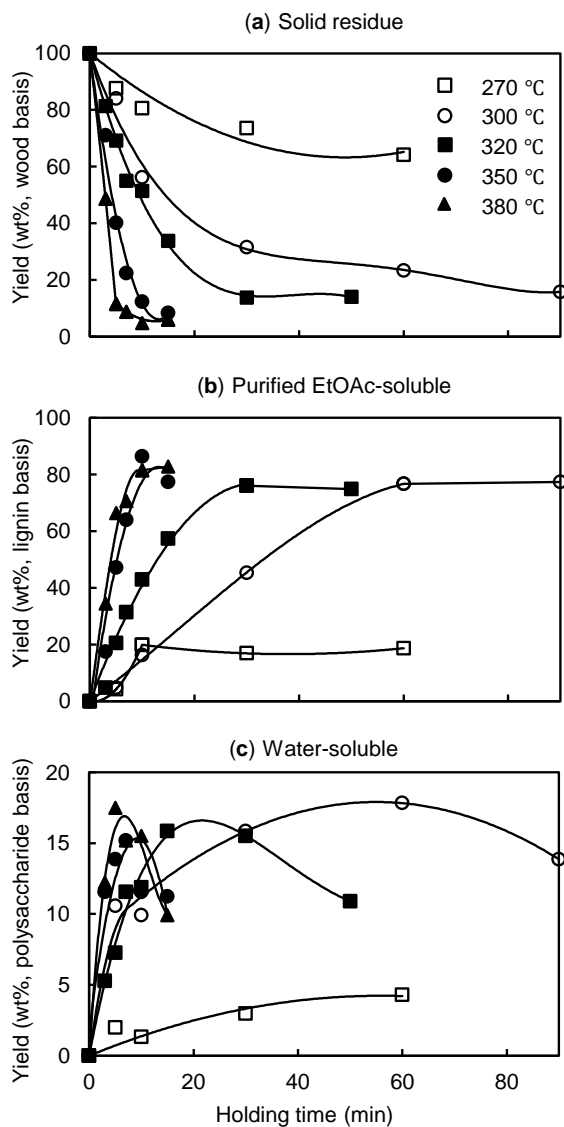 (a) Solid residue
Yield (wt%, wood basis)
100
80
60
40
20
0
270 ℃
300 ℃
320 ℃
350 ℃
380 ℃
(b) Purified EtOAc-soluble
Yield (wt%, lignin basis)
100
80
60
40
20
0
(c) Water-soluble
Yield (wt%, polysaccharide basis)
20
15
10
5
0
0 20 40 60 80
Holding time (min)